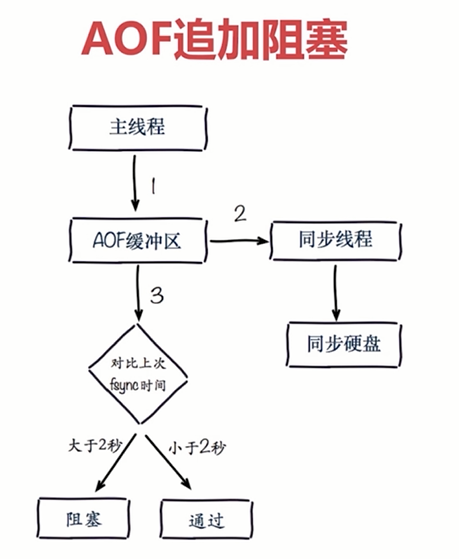 AOF追加阻塞
主线程
1
AOF缓冲区
2
同步线程
3
同步硬盘
对比上次
fsync时间
大于2秒
小于2秒
阻塞
通过